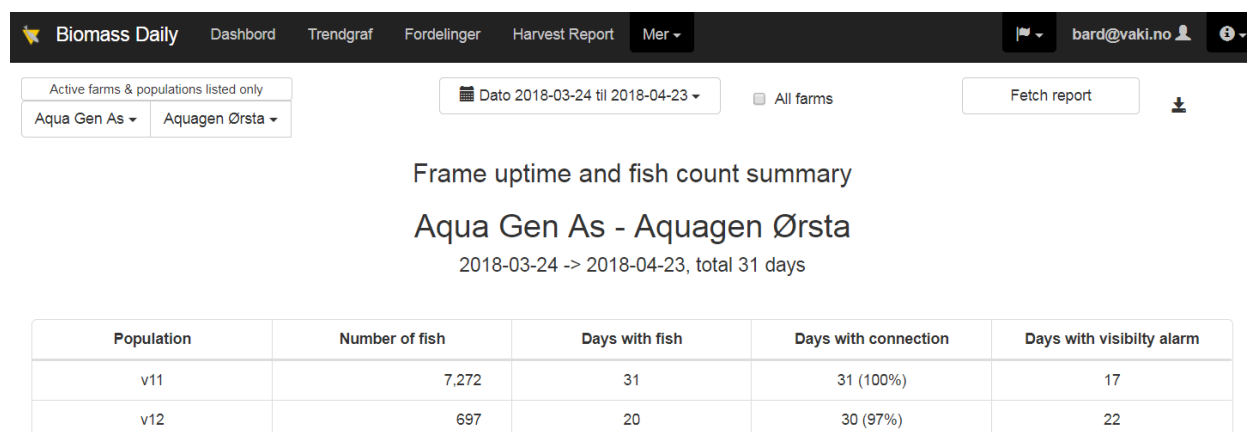 Biomass Daily Dashbord Trendgraf Fordelinger Harvest Report Mer bard@vaki.no
Active farms & populations listed only
Aqua Gen As Aquagen Ørsta Dato 2018-03-24 til 2018-04-23 All farms Fetch report
Frame uptime and fish count summary
Aqua Gen As - Aquagen Ørsta
2018-03-24 -> 2018-04-23, total 31 days
Population Number of fish Days with fish Days with connection Days with visibilty alarm
v11 7,272 31 31 (100%) 17
v12 697 20 30 (97%) 22